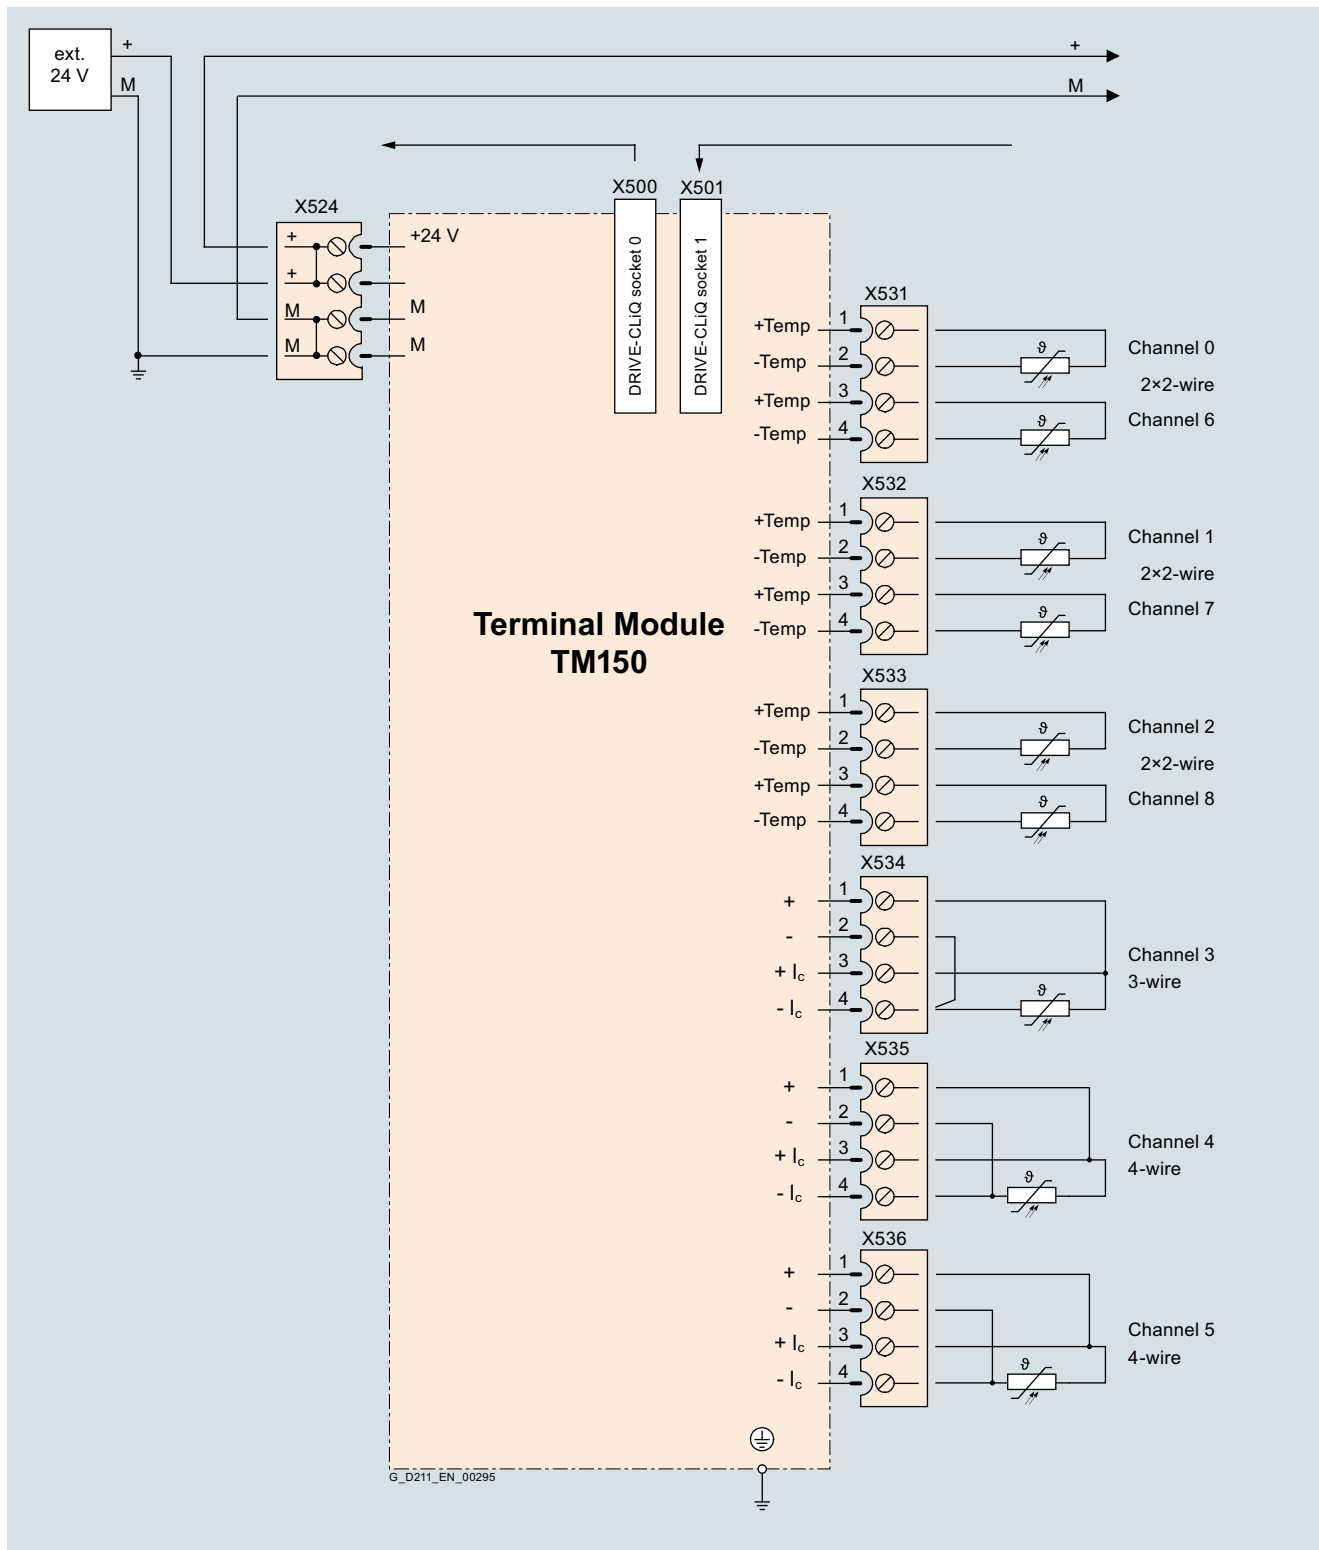 ext.
24 V
+
M
+
M
X500
X501
X524
+
+
M
M
+24 V
M
M
DRIVE-CLiQ socket 0
DRIVE-CLiQ socket 1
X531
+Temp 1
-Temp 2
+Temp 3
-Temp 4
ϑ
ϑ
Channel 0
2×2-wire
Channel 6
X532
+Temp 1
-Temp 2
+Temp 3
-Temp 4
ϑ
ϑ
Channel 1
2×2-wire
Channel 7
Terminal Module
TM150
X533
+Temp 1
-Temp 2
+Temp 3
-Temp 4
ϑ
ϑ
Channel 2
2×2-wire
Channel 8
X534
+ 1
- 2
+ Ic 3
- Ic 4
ϑ
Channel 3
3-wire
X535
+ 1
- 2
+ Ic 3
- Ic 4
ϑ
Channel 4
4-wire
X536
+ 1
- 2
+ Ic 3
- Ic 4
ϑ
Channel 5
4-wire
G_D211_EN_00295